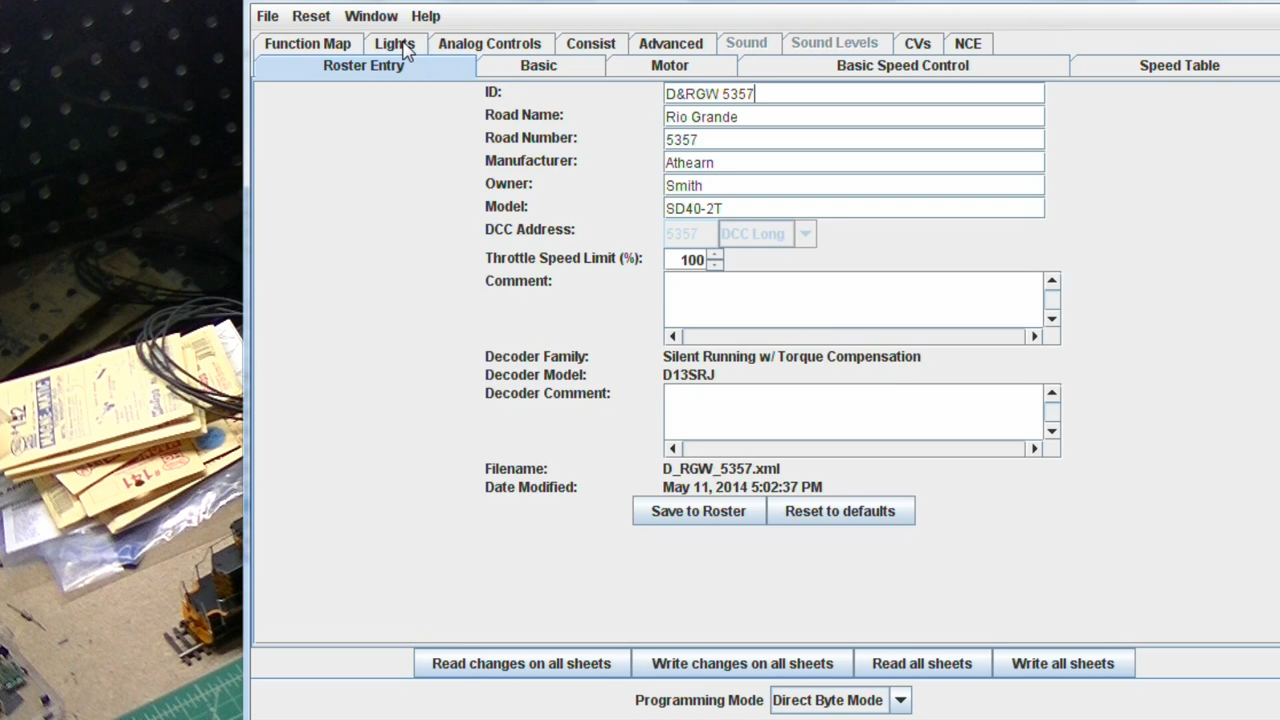 File Reset Window Help
Function Map Lights Analog Controls Consist Advanced Sound Sound Levels CVs NCE
Roster Entry Basic Motor Basic Speed Control Speed Table
ID: D&RGW 5357
Road Name: Rio Grande
Road Number: 5357
Manufacturer: Athearn
Owner: Smith
Model: SD40-2T
DCC Address: 5357 DCC Long
Throttle Speed Limit (%): 100
Comment:
Decoder Family: Silent Running w/ Torque Compensation
Decoder Model: D13SRJ
Decoder Comment:
Filename: D_RGW_5357.xml
Date Modified: May 11, 2014 5:02:37 PM
Save to Roster Reset to defaults
Read changes on all sheets Write changes on all sheets Read all sheets Write all sheets
Programming Mode Direct Byte Mode
#142
#141